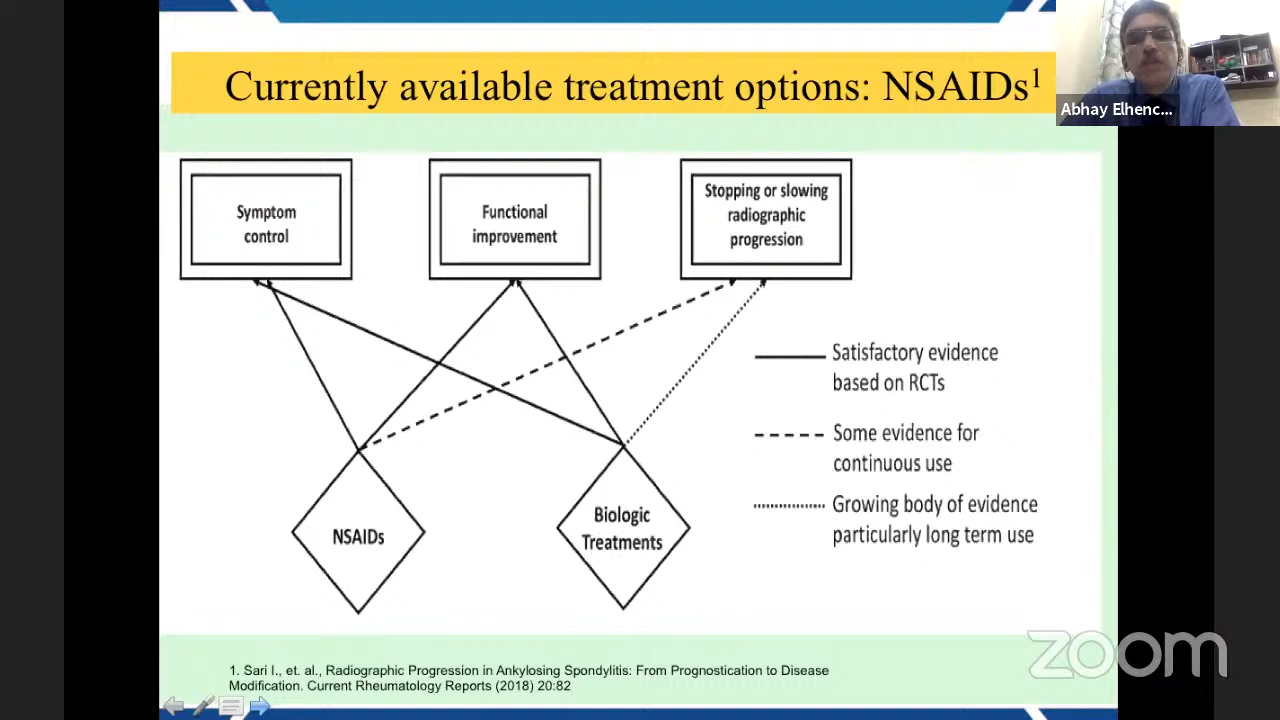 Currently available treatment options: NSAIDs1
Abhay Elhenc...
Symptom
control
Functional
improvement
Stopping or slowing
radiographic
progression
Satisfactory evidence
based on RCTs
Some evidence for
continuous use
Growing body of evidence
particularly long term use
NSAIDs
Biologic
Treatments
zoom
1. Sari I., et. al., Radiographic Progression in Ankylosing Spondylitis: From Prognostication to Disease
Modification. Current Rheumatology Reports (2018) 20:82